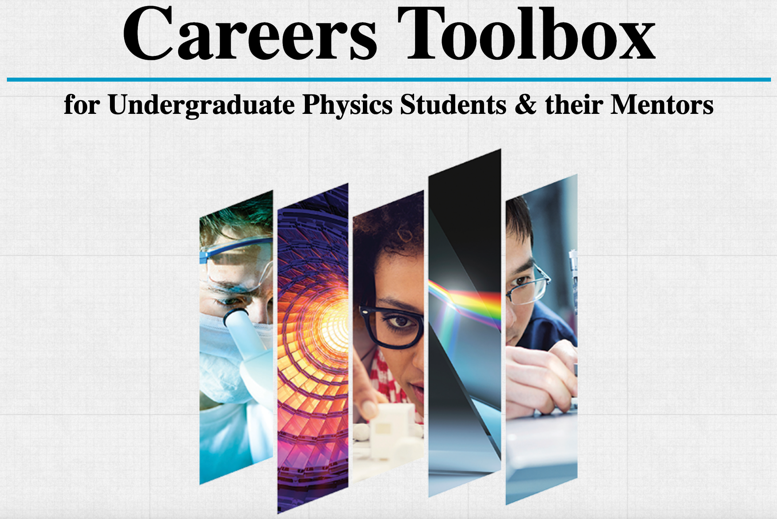 Careers Toolbox
for Undergraduate Physics Students & their Mentors